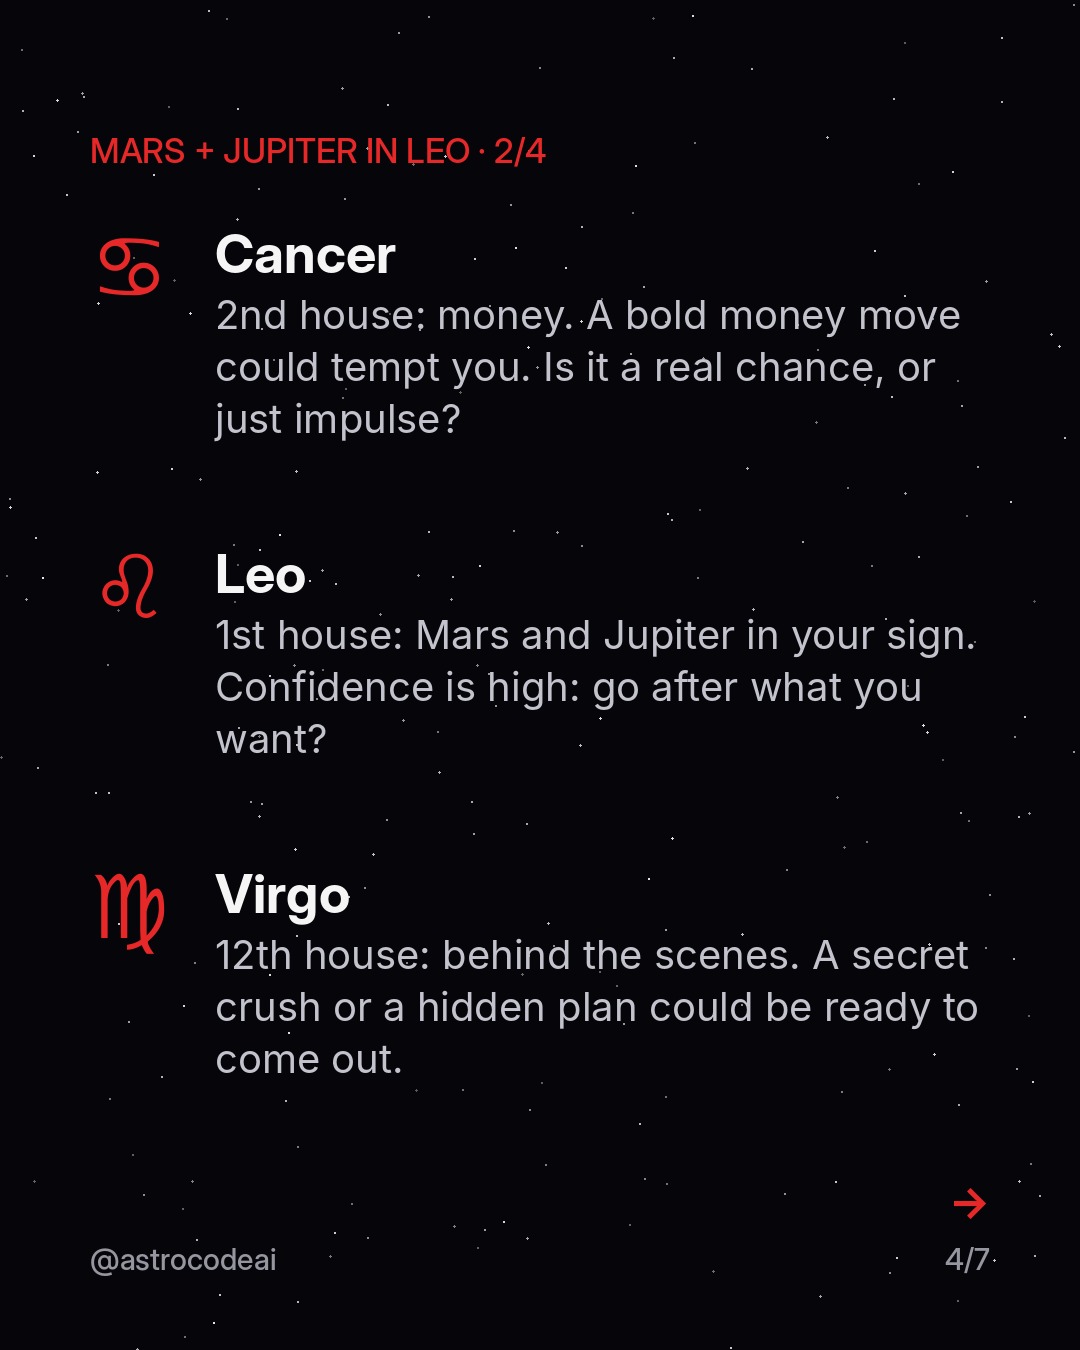 MARS + JUPITER IN LEO · 2/4
♋ Cancer
2nd house: money. A bold money move
could tempt you. Is it a real chance, or
just impulse?
♌ Leo
1st house: Mars and Jupiter in your sign.
Confidence is high: go after what you
want?
♍ Virgo
12th house: behind the scenes. A secret
crush or a hidden plan could be ready to
come out.
→
@astrocodeai
4/7